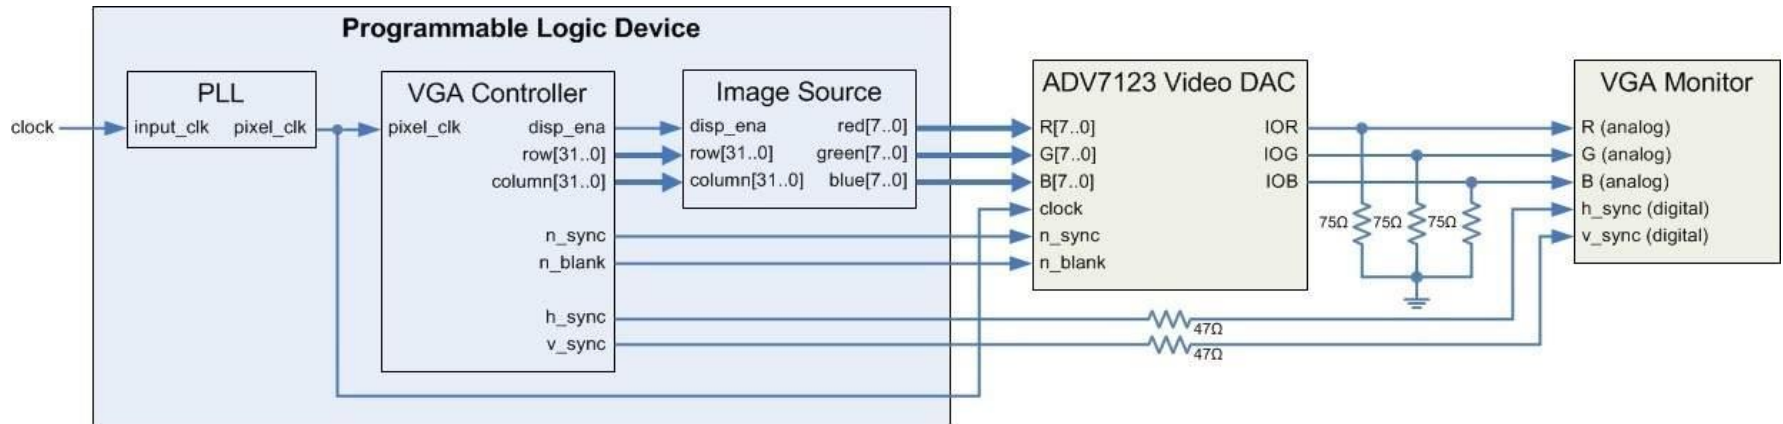 Programmable Logic Device
PLL
VGA Controller
Image Source
ADV7123 Video DAC
VGA Monitor
clock
input_clk
pixel_clk
pixel_clk
disp_ena
row[31..0]
column[31..0]
n_sync
n_blank
h_sync
v_sync
disp_ena
row[31..0]
column[31..0]
red[7..0]
green[7..0]
blue[7..0]
R[7..0]
G[7..0]
B[7..0]
clock
n_sync
n_blank
IOR
IOG
IOB
75Ω
75Ω
75Ω
47Ω
47Ω
R (analog)
G (analog)
B (analog)
h_sync (digital)
v_sync (digital)